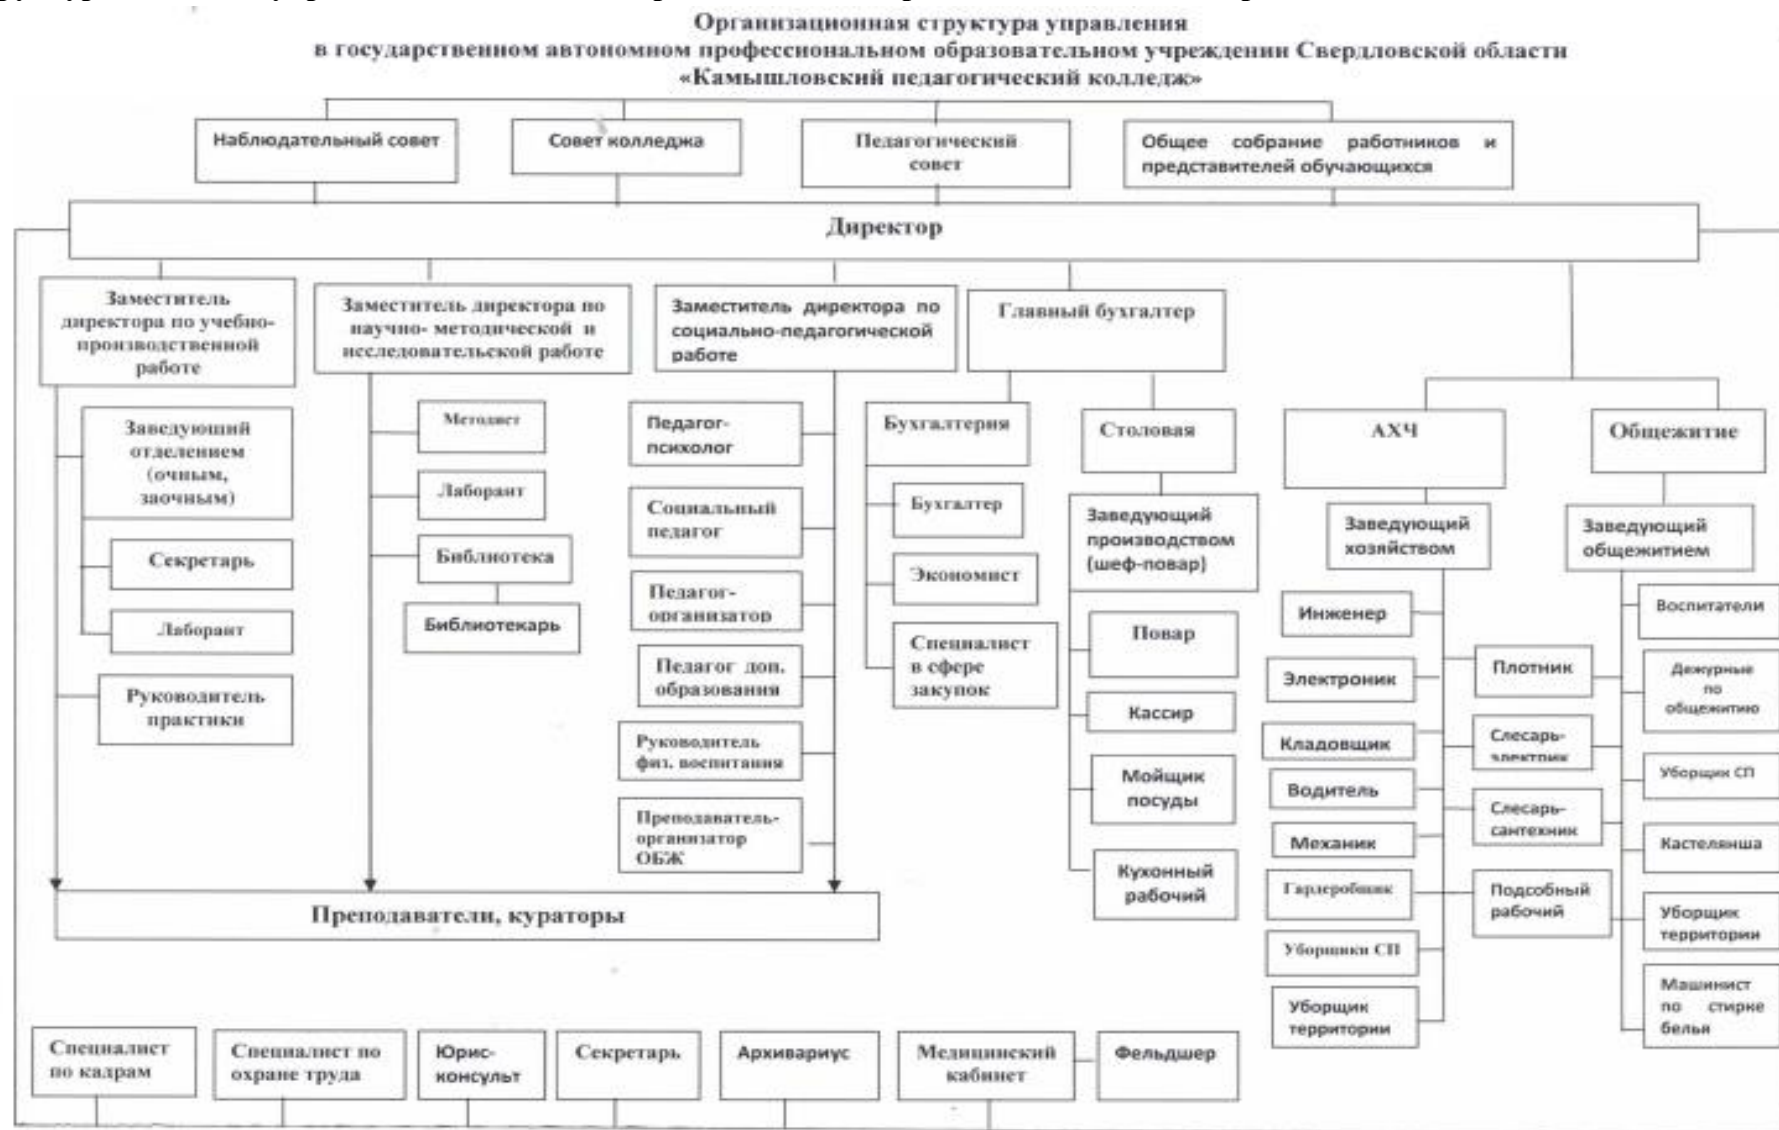 Организационная структура управления
в государственном автономном профессиональном образовательном учреждении Свердловской области
«Камышловский педагогический колледж»
Наблюдательный совет
Совет колледжа
Педагогический
совет
Общее собрание работников и
представителей обучающихся
Директор
Заместитель
директора по учебно-
производственной
работе
Заместитель директора по
научно- методической и
исследовательской работе
Заместитель директора по
социально-педагогической
работе
Главный бухгалтер
Заведующий
отделением
(очным,
заочным)
Секретарь
Лаборант
Руководитель
практики
Методист
Лаборант
Библиотека
Библиотекарь
Педагог-
психолог
Социальный
педагог
Педагог-
организатор
Педагог доп.
образования
Руководитель
физ. воспитания
Преподаватель-
организатор
ОБЖ
Бухгалтерия
Бухгалтер
Экономист
Специалист
в сфере
закупок
Столовая
Заведующий
производством
(шеф-повар)
Повар
Кассир
Мойщик
посуды
Кухонный
рабочий
АХЧ
Заведующий
хозяйством
Инженер
Электроник
Кладовщик
Водитель
Механик
Гардеробщик
Уборщики СП
Уборщик
территории
Плотник
Слесарь-
электрик
Слесарь-
сантехник
Подсобный
рабочий
Общежитие
Заведующий
общежитием
Воспитатели
Дежурные
по
общежитию
Уборщик СП
Кастелянша
Уборщик
территории
Машинист
по стирке
белья
Преподаватели, кураторы
Специалист
по кадрам
Специалист по
охране труда
Юрис-
консульт
Секретарь
Архивариус
Медицинский
кабинет
Фельдшер